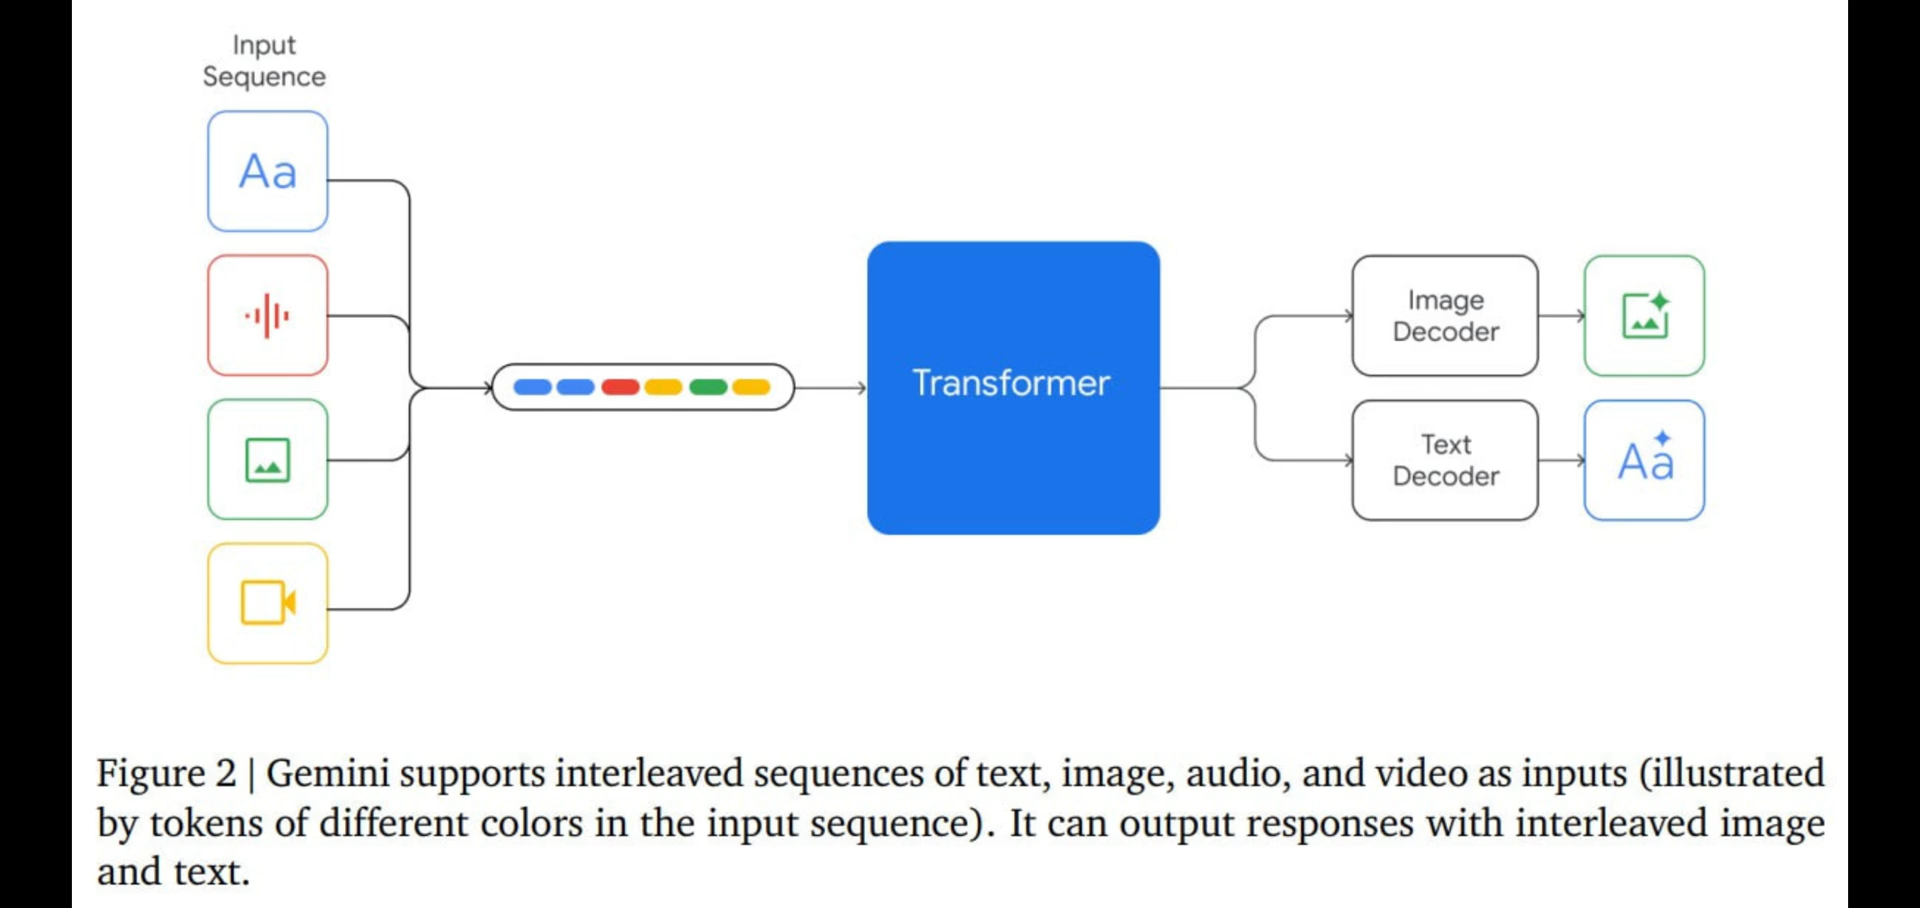 Input
Sequence
Aa
Transformer
Image
Decoder
Text
Decoder
Aa
Figure 2 | Gemini supports interleaved sequences of text, image, audio, and video as inputs (illustrated
by tokens of different colors in the input sequence). It can output responses with interleaved image
and text.